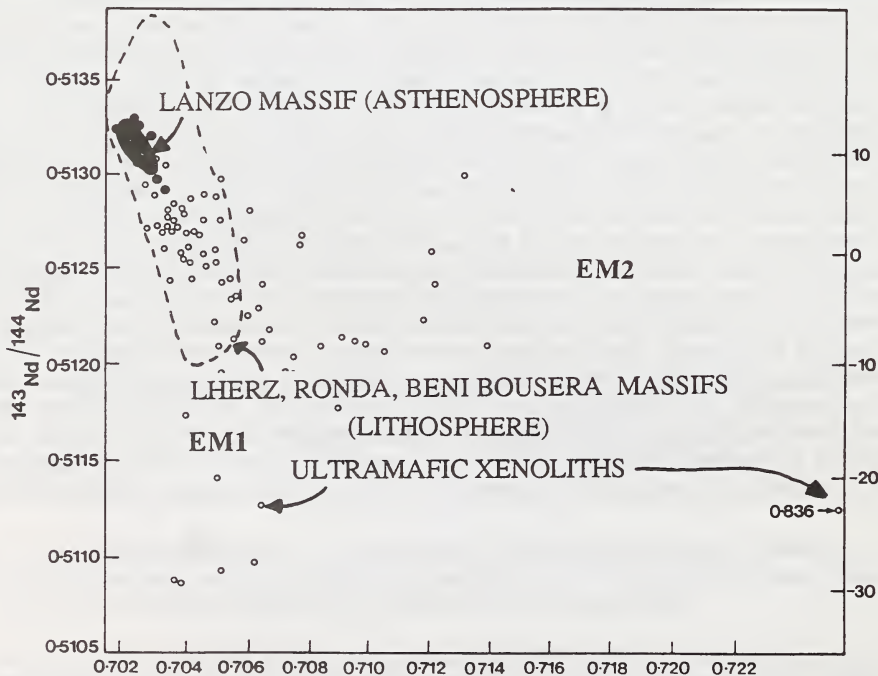 0·5135
LANZO MASSIF (ASTHENOSPHERE)
0·5130
10
0·5125
0
EM2
143Nd/144Nd
0·5120
-10
LHERZ, RONDA, BENI BOUSERA MASSIFS
(LITHOSPHERE)
EM1
0·5115
ULTRAMAFIC XENOLITHS
-20
0·836
0·5110
-30
0·5105
0·702 0·704 0·706 0·708 0·710 0·712 0·714 0·716 0·718 0·720 0·722